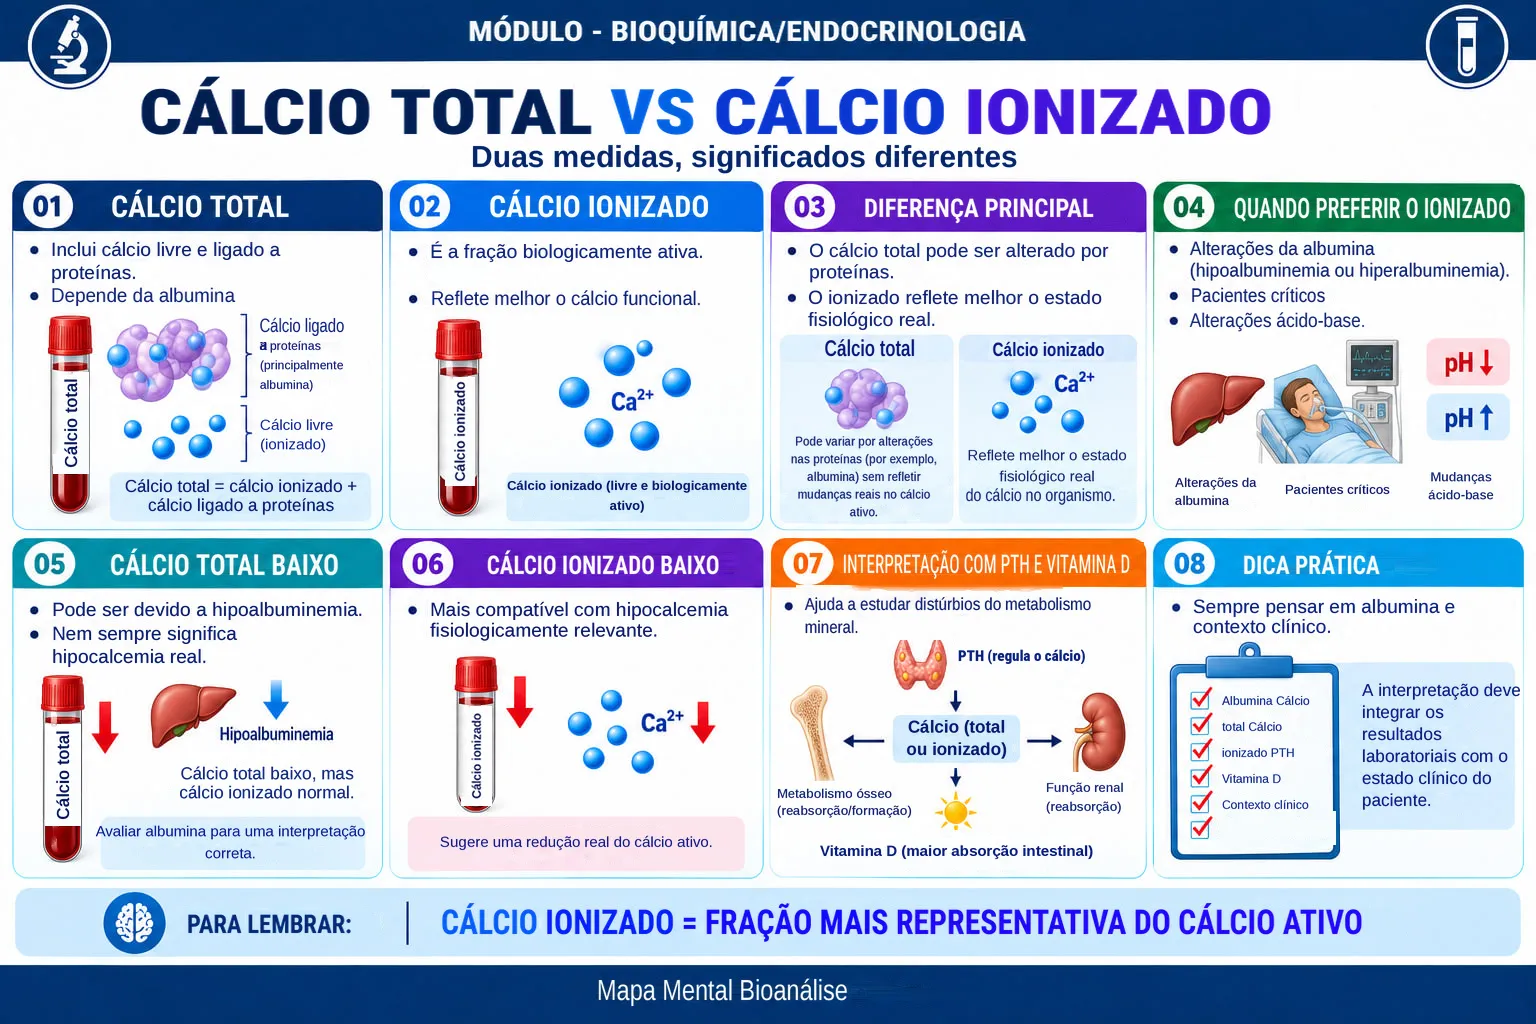 MÓDULO - BIOQUÍMICA/ENDOCRINOLOGIA
CÁLCIO TOTAL VS CÁLCIO IONIZADO
Duas medidas, significados diferentes
01 CÁLCIO TOTAL
• Inclui cálcio livre e ligado a
proteínas.
• Depende da albumina
Cálcio total
Cálcio ligado
a proteínas
(principalmente
albumina)
Cálcio livre
(ionizado)
Cálcio total = cálcio ionizado +
cálcio ligado a proteínas
02 CÁLCIO IONIZADO
• É a fração biologicamente ativa.
• Reflete melhor o cálcio funcional.
Cálcio ionizado
Ca2+
Cálcio ionizado (livre e biologicamente
ativo)
03 DIFERENÇA PRINCIPAL
• O cálcio total pode ser alterado por
proteínas.
• O ionizado reflete melhor o estado
fisiológico real.
Cálcio total
Pode variar por alterações
nas proteínas (por exemplo,
albumina) sem refletir
mudanças reais no cálcio
ativo.
Cálcio ionizado
Ca2+
Reflete melhor o estado
fisiológico real
do cálcio no organismo.
04 QUANDO PREFERIR O IONIZADO
• Alterações da albumina
(hipoalbuminemia ou hiperalbuminemia).
• Pacientes críticos
• Alterações ácido-base.
pH ↓
pH ↑
Alterações da
albumina
Pacientes críticos
Mudanças
ácido-base
05 CÁLCIO TOTAL BAIXO
• Pode ser devido a hipoalbuminemia.
• Nem sempre significa
hipocalcemia real.
Cálcio total
Hipoalbuminemia
Cálcio total baixo, mas
cálcio ionizado normal.
Avaliar albumina para uma interpretação
correta.
06 CÁLCIO IONIZADO BAIXO
• Mais compatível com hipocalcemia
fisiologicamente relevante.
Cálcio ionizado
Ca2+
Sugere uma redução real do cálcio ativo.
07 INTERPRETAÇÃO COM PTH E VITAMINA D
• Ajuda a estudar distúrbios do metabolismo
mineral.
PTH (regula o cálcio)
Cálcio (total
ou ionizado)
Metabolismo ósseo
(reabsorção/formação)
Função renal
(reabsorção)
Vitamina D (maior absorção intestinal)
08 DICA PRÁTICA
• Sempre pensar em albumina e
contexto clínico.
Albumina Cálcio
total Cálcio
ionizado PTH
Vitamina D
Contexto clínico
A interpretação deve
integrar os
resultados
laboratoriais com o
estado clínico do
paciente.
PARA LEMBRAR:
CÁLCIO IONIZADO = FRAÇÃO MAIS REPRESENTATIVA DO CÁLCIO ATIVO
Mapa Mental Bioanálise